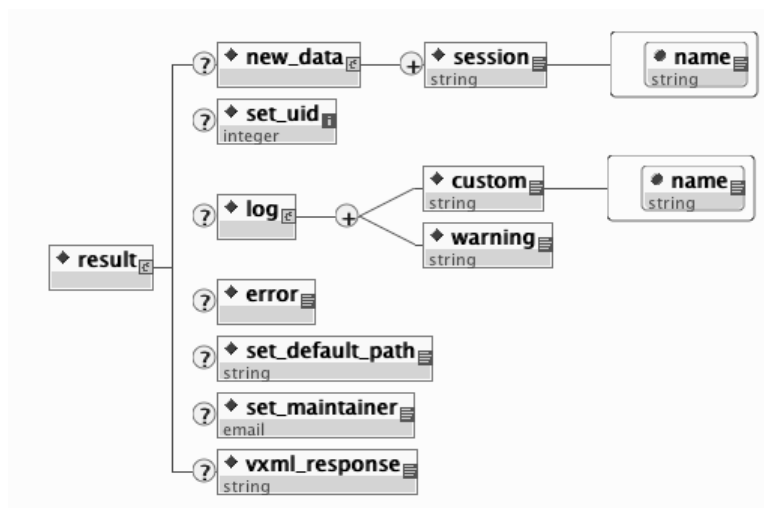 ? new_data + session name
string string
? set_uid
integer
custom name
string string
? log +
warning
string
result
? error
? set_default_path
string
? set_maintainer
email
? vxml_response
string